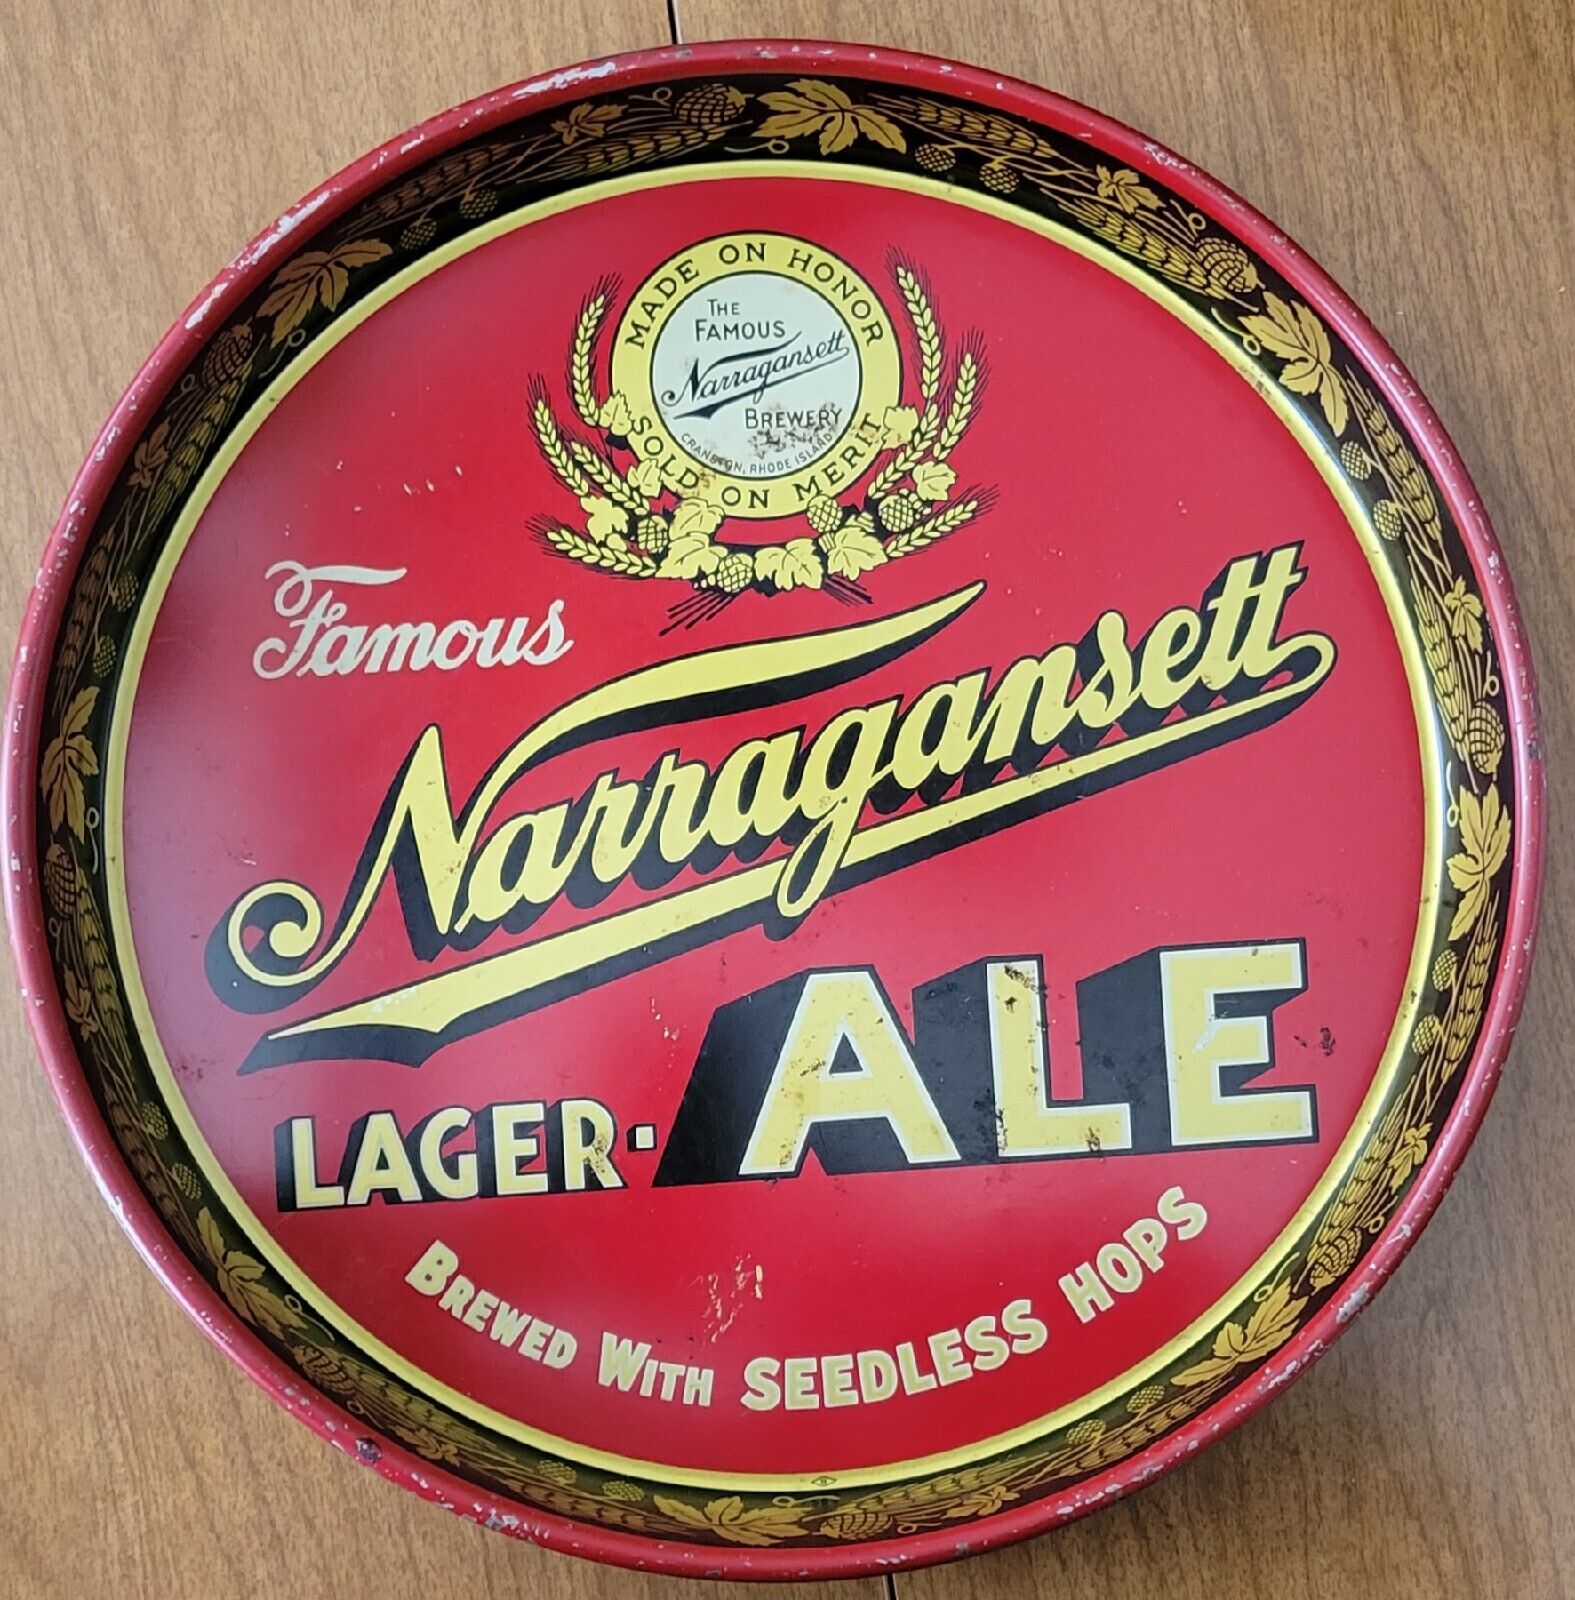 MADE ON HONOR
THE
FAMOUS
Narragansett
BREWERY
CRANSTON, RHODE ISLAND
SOLD ON MERIT
Famous
Narragansett
LAGER · ALE
BREWED WITH SEEDLESS HOPS